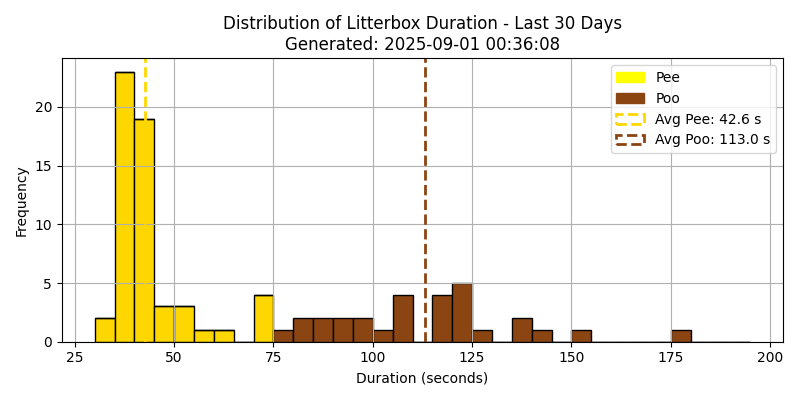 Distribution of Litterbox Duration - Last 30 Days
Generated: 2025-09-01 00:36:08
Pee
Poo
Avg Pee: 42.6 s
Avg Poo: 113.0 s
Frequency
20
15
10
5
0
25 50 75 100 125 150 175 200
Duration (seconds)